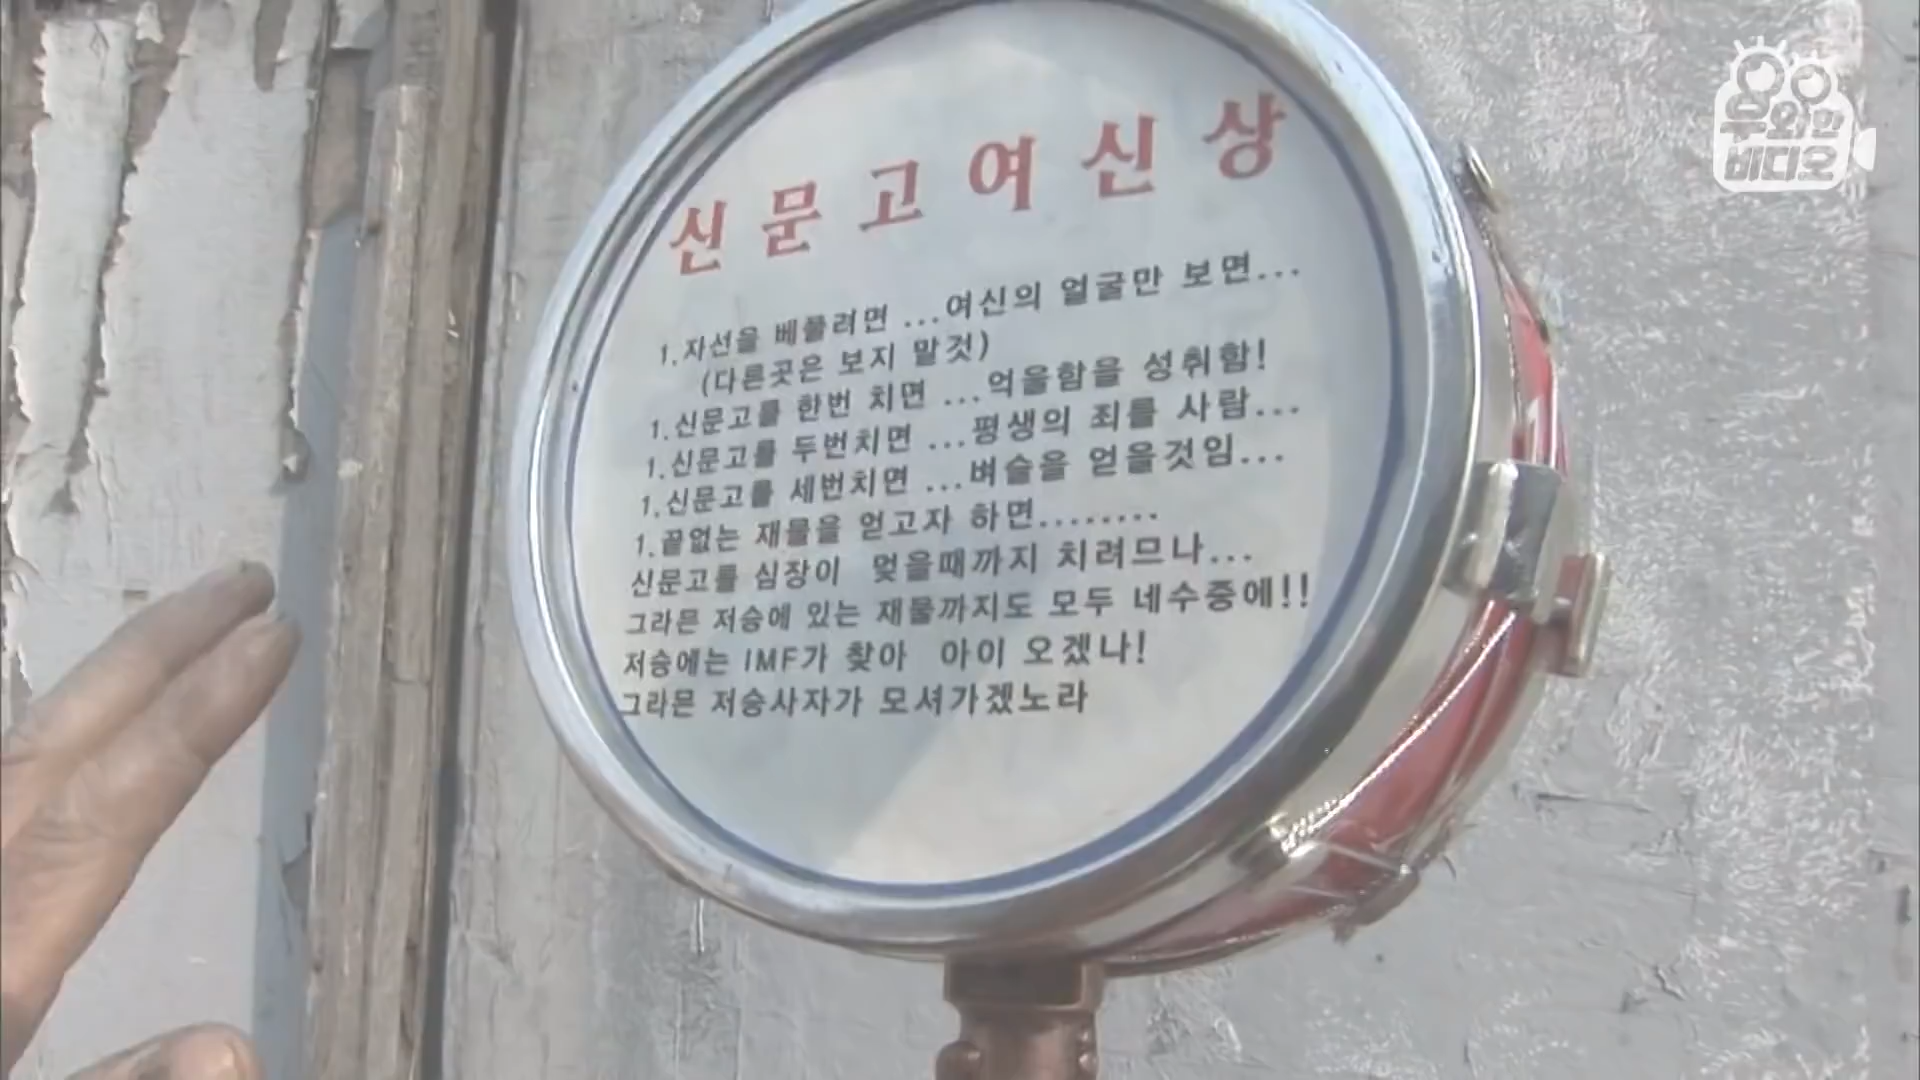 신문고여신상
1.자선을 베풀려면 ...여신의 얼굴만 보면...
(다른곳은 보지 말것)
1.신문고를 한번 치면 ...억울함을 성취함!
1.신문고를 두번치면 ...평생의 죄를 사람...
1.신문고를 세번치면 ...벼슬을 얻을것임...
1.끝없는 재물을 얻고자 하면........
신문고를 심장이 멎을때까지 치려므나...
그라믄 저승에 있는 재물까지도 모두 네수중에!!
저승에는 IMF가 찾아 아이 오겠나!
그라믄 저승사자가 모셔가겠노라
우와한
비디오